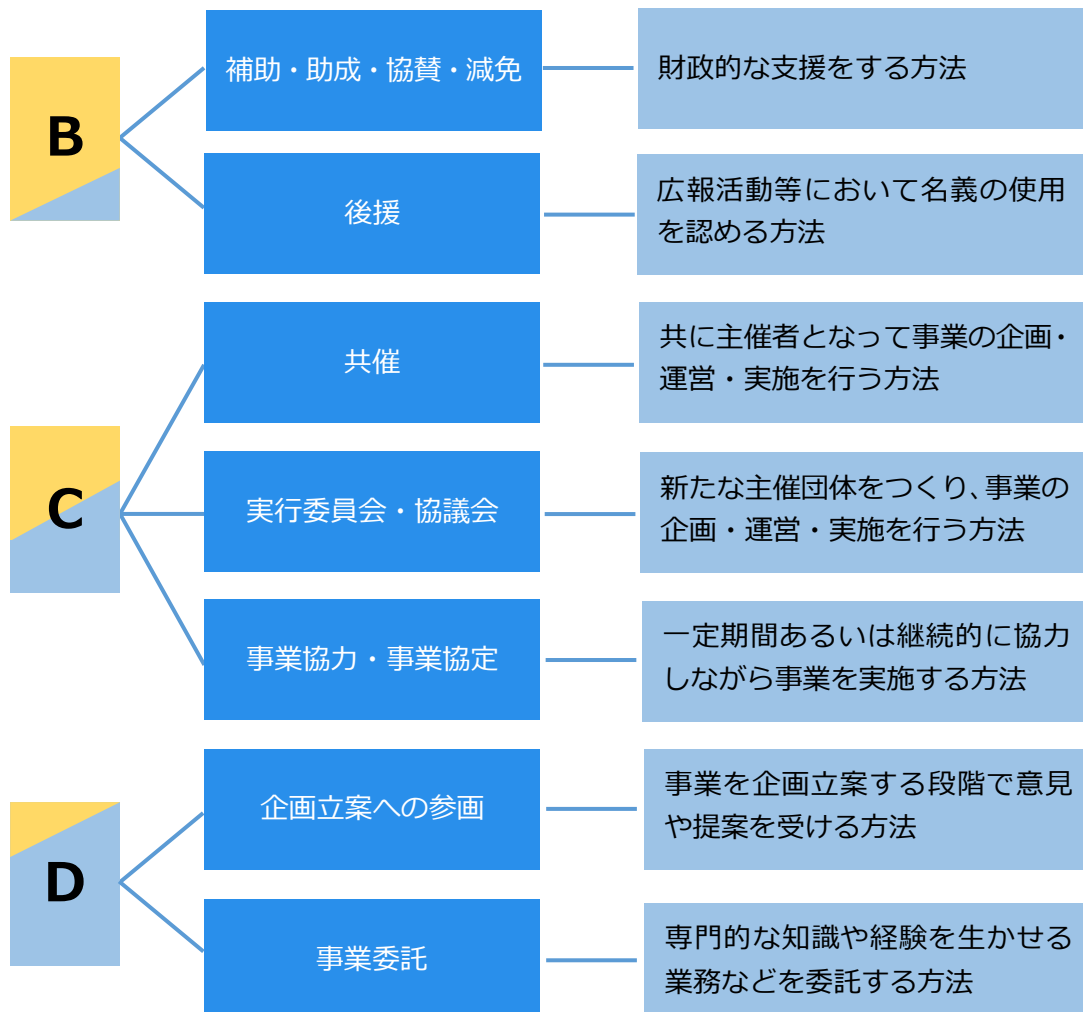 B
補助・助成・協賛・減免
財政的な支援をする方法
後援
広報活動等において名義の使用
を認める方法
C
共催
共に主催者となって事業の企画・
運営・実施を行う方法
実行委員会・協議会
新たな主催団体をつくり、事業の
企画・運営・実施を行う方法
事業協力・事業協定
一定期間あるいは継続的に協力
しながら事業を実施する方法
D
企画立案への参画
事業を企画立案する段階で意見
や提案を受ける方法
事業委託
専門的な知識や経験を生かせる
業務などを委託する方法